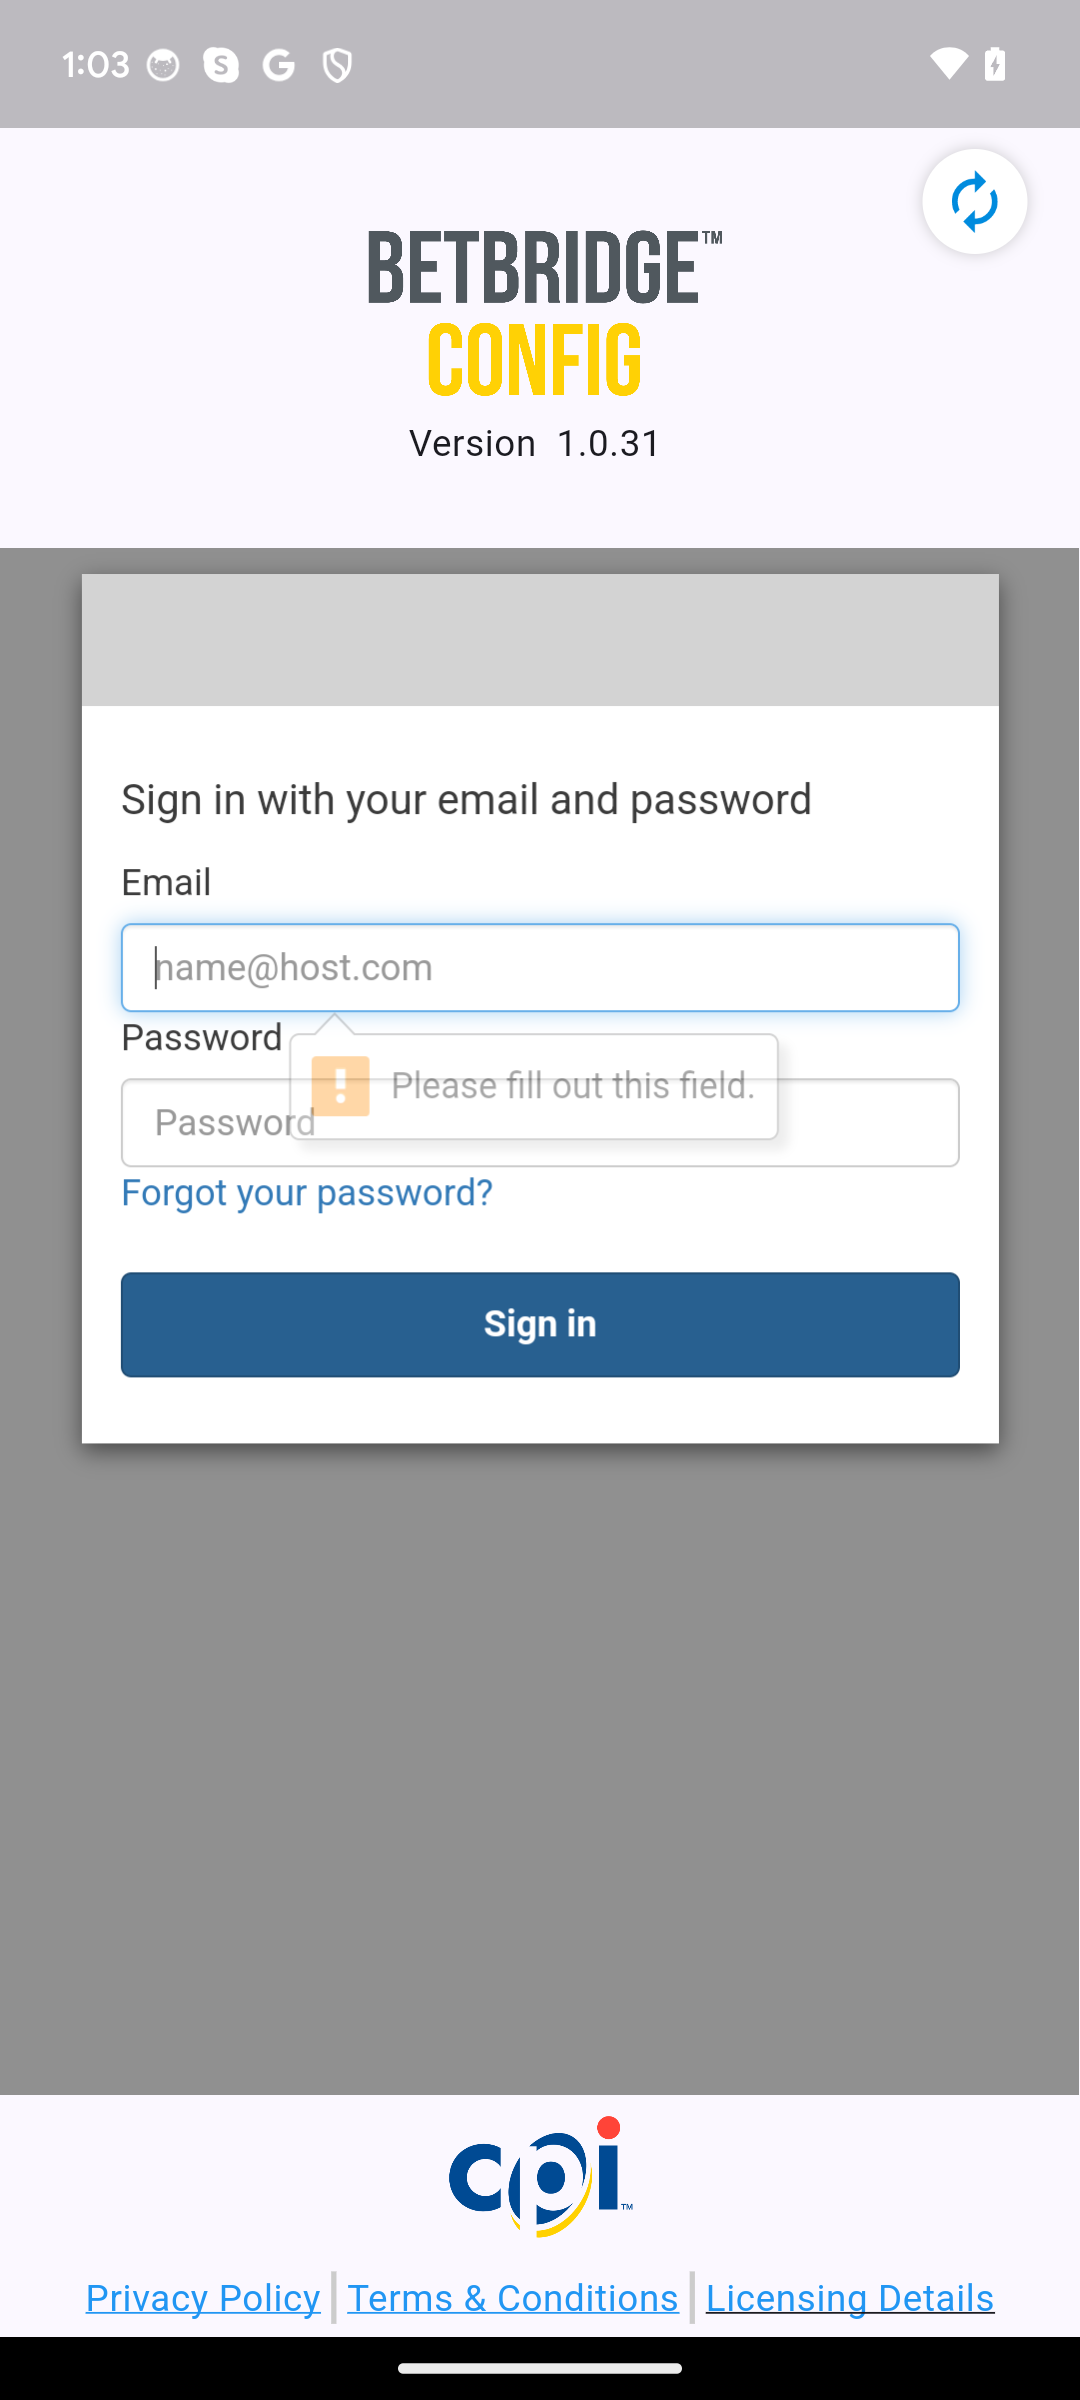 1:03
BETBRIDGE™
CONFIG
Version 1.0.31
Sign in with your email and password
Email
name@host.com
Password
Please fill out this field.
Password
Forgot your password?
Sign in
cpi™
Privacy Policy | Terms & Conditions | Licensing Details